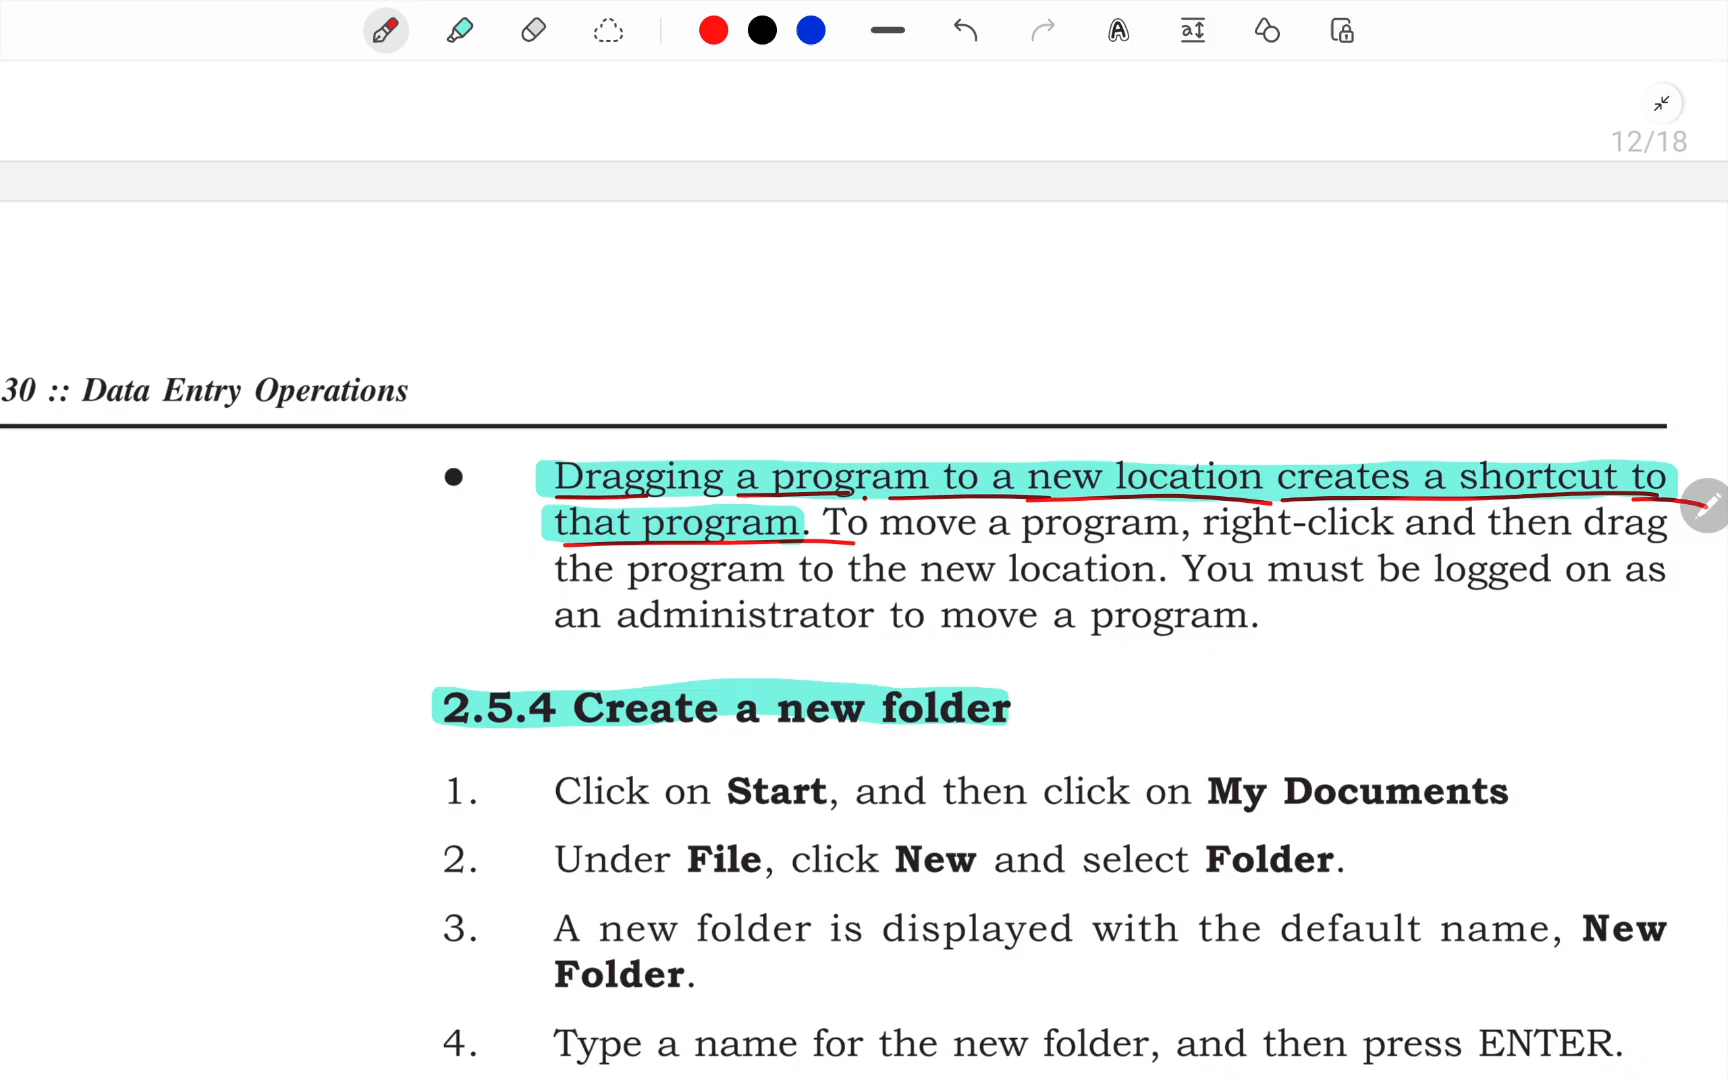 12/18
30 :: Data Entry Operations
● Dragging a program to a new location creates a shortcut to
that program. To move a program, right-click and then drag
the program to the new location. You must be logged on as
an administrator to move a program.
2.5.4 Create a new folder
1. Click on Start, and then click on My Documents
2. Under File, click New and select Folder.
3. A new folder is displayed with the default name, New
Folder.
4. Type a name for the new folder, and then press ENTER.